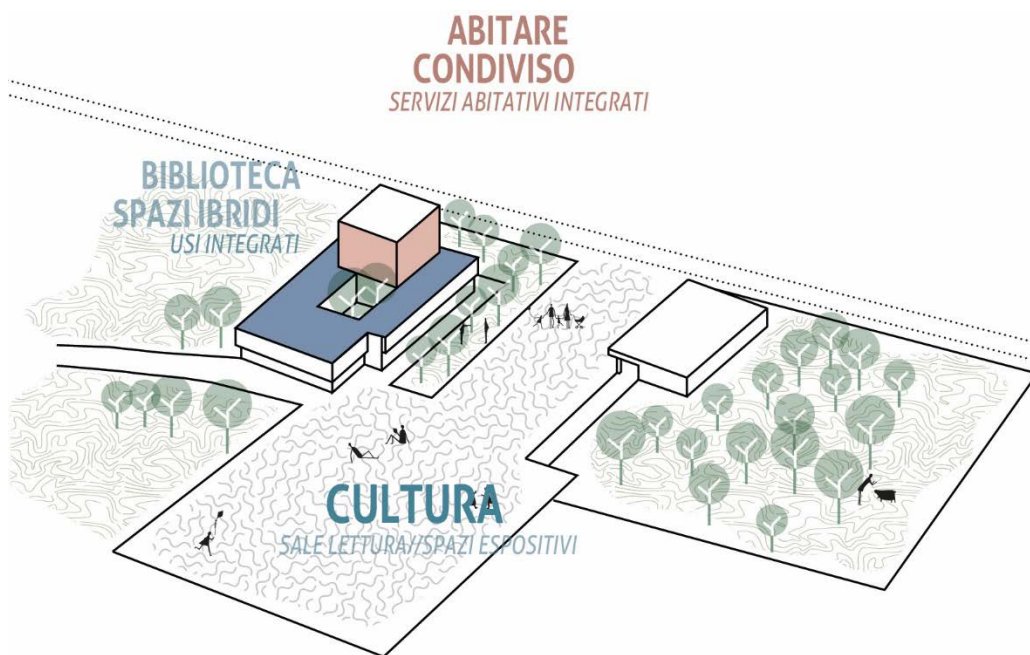 ABITARE
CONDIVISO
SERVIZI ABITATIVI INTEGRATI
BIBLIOTECA
SPAZI IBRIDI
USI INTEGRATI
CULTURA
SALE LETTURA//SPAZI ESPOSITIVI